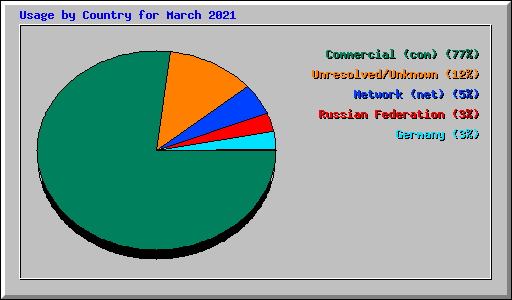 Usage by Country for March 2021
Commercial (com) (77%)
Unresolved/Unknown (12%)
Network (net) (5%)
Russian Federation (3%)
Germany (3%)